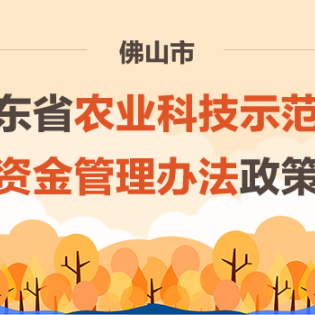 佛山市
东省农业科技示范
资金管理办法政策